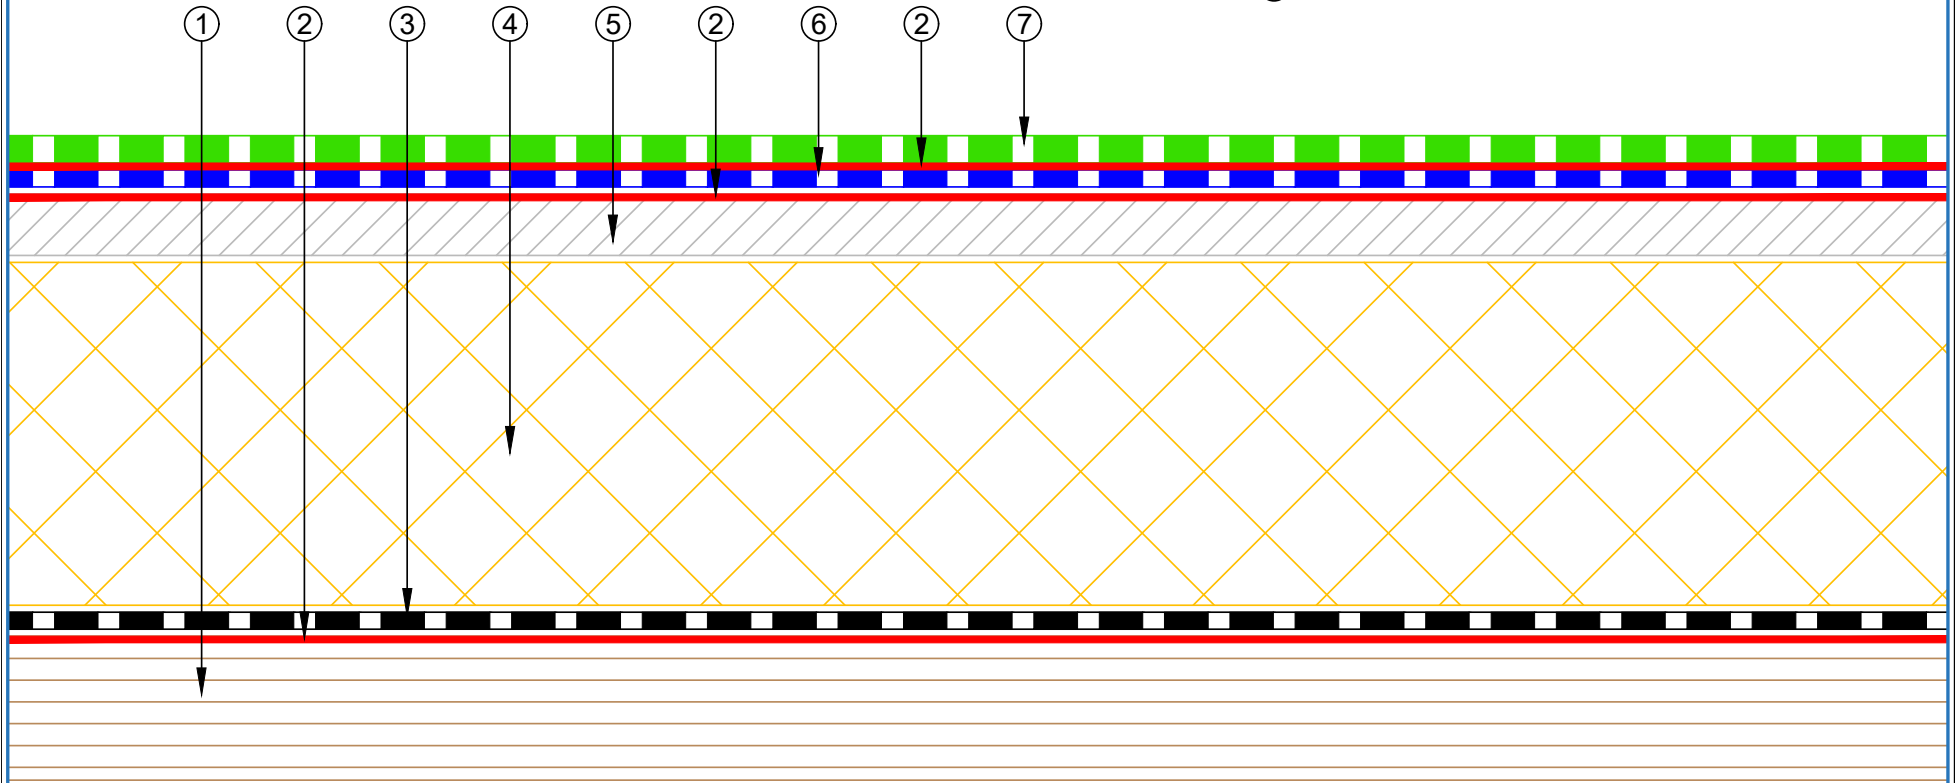 ① ② ③ ④ ⑤ ② ⑥ ② ⑦